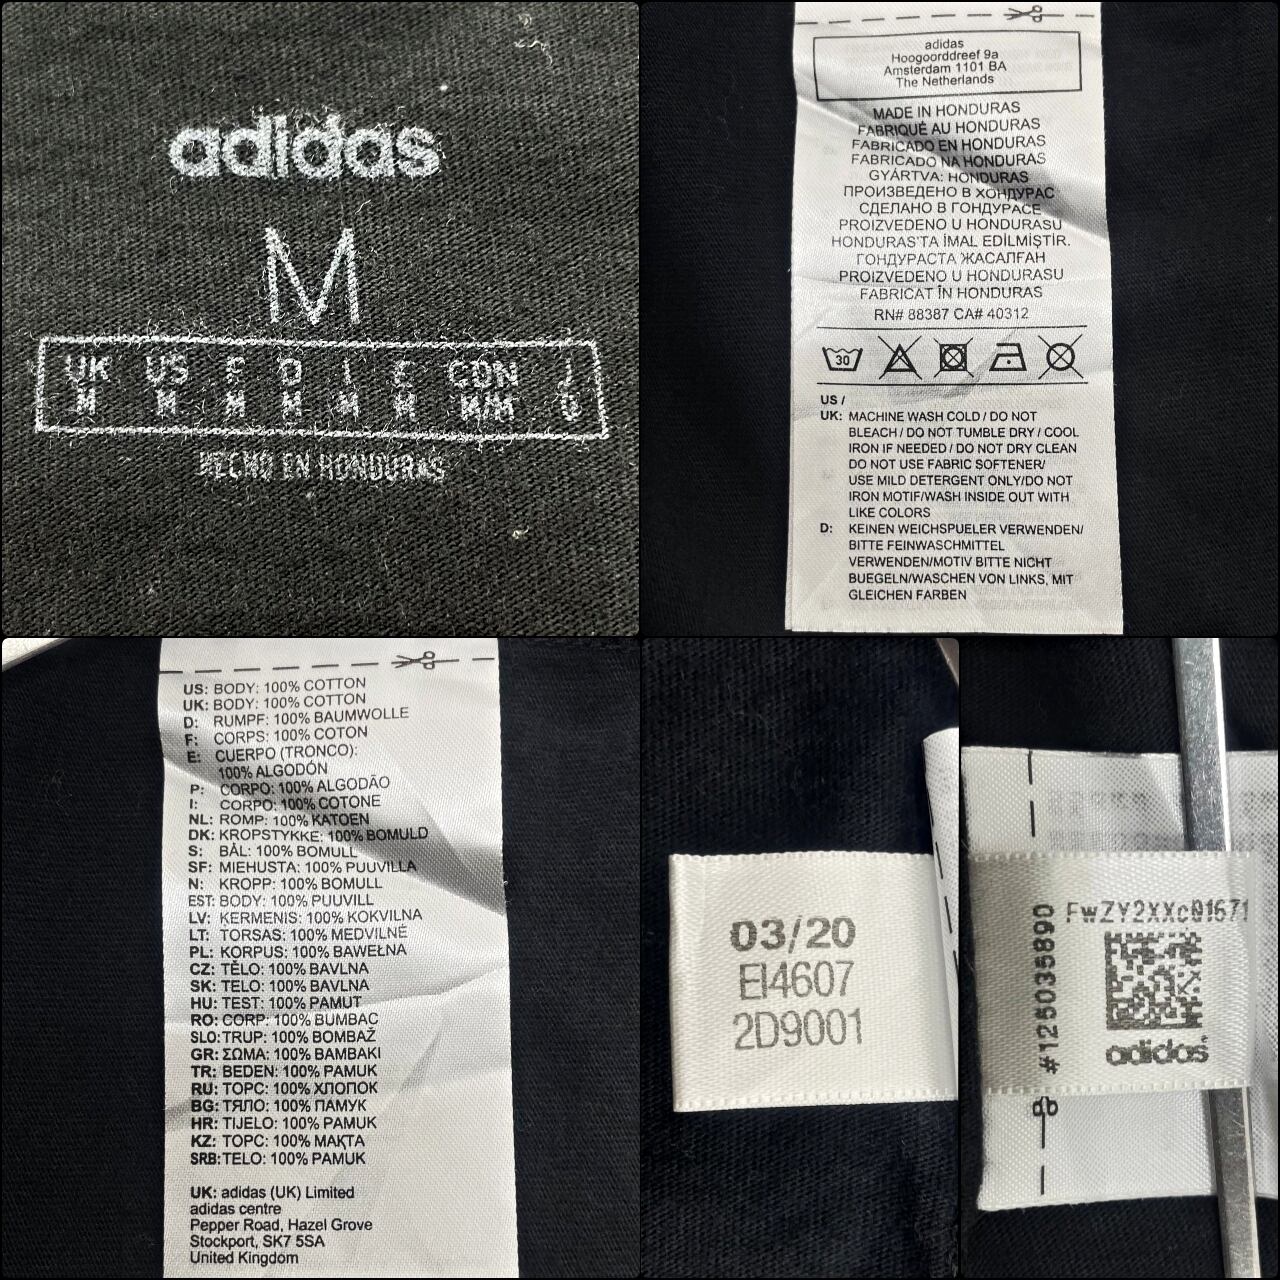 adidas
M
UK US F D I E CDN J
M M M M M M M/M O
HECHO EN HONDURAS
adidas
Hoogoorddreef 9a
Amsterdam 1101 BA
The Netherlands
MADE IN HONDURAS
FABRIQUÉ AU HONDURAS
FABRICADO EN HONDURAS
FABRICADO NA HONDURAS
GYÁRTVA: HONDURAS
ПРОИЗВЕДЕНО В ХОНДУРАС
СДЕЛАНО В ГОНДУРАСЕ
PROIZVEDENO U HONDURASU
HONDURAS'TA İMAL EDİLMİŞTİR.
ГОНДУРАСТА ЖАСАЛҒАН
PROIZVEDENO U HONDURASU
FABRICAT ÎN HONDURAS
RN# 88387 CA# 40312
30
US /
UK: MACHINE WASH COLD / DO NOT
BLEACH / DO NOT TUMBLE DRY / COOL
IRON IF NEEDED / DO NOT DRY CLEAN
DO NOT USE FABRIC SOFTENER/
USE MILD DETERGENT ONLY/DO NOT
IRON MOTIF/WASH INSIDE OUT WITH
LIKE COLORS
D: KEINEN WEICHSPUELER VERWENDEN/
BITTE FEINWASCHMITTEL
VERWENDEN/MOTIV BITTE NICHT
BUEGELN/WASCHEN VON LINKS, MIT
GLEICHEN FARBEN
US: BODY: 100% COTTON
UK: BODY: 100% COTTON
D: RUMPF: 100% BAUMWOLLE
F: CORPS: 100% COTON
E: CUERPO (TRONCO):
100% ALGODÓN
P: CORPO: 100% ALGODÃO
I: CORPO: 100% COTONE
NL: ROMP: 100% KATOEN
DK: KROPSTYKKE: 100% BOMULD
S: BÅL: 100% BOMULL
SF: MIEHUSTA: 100% PUUVILLA
N: KROPP: 100% BOMULL
EST: BODY: 100% PUUVILL
LV: ĶERMENIS: 100% KOKVILNA
LT: TORSAS: 100% MEDVILNĖ
PL: KORPUS: 100% BAWEŁNA
CZ: TĚLO: 100% BAVLNA
SK: TELO: 100% BAVLNA
HU: TEST: 100% PAMUT
RO: CORP: 100% BUMBAC
SLO: TRUP: 100% BOMBAŽ
GR: ΣΩΜΑ: 100% ΒΑΜΒΑΚΙ
TR: BEDEN: 100% PAMUK
RU: ТОРС: 100% ХЛОПОК
BG: ТЯЛО: 100% ПАМУК
HR: TIJELO: 100% PAMUK
KZ: ТОРС: 100% МАҚТА
SRB: TELO: 100% PAMUK
UK: adidas (UK) Limited
adidas centre
Pepper Road, Hazel Grove
Stockport, SK7 5SA
United Kingdom
03/20
EI4607
2D9001
#125035890
FwZY2XXc01671
adidas